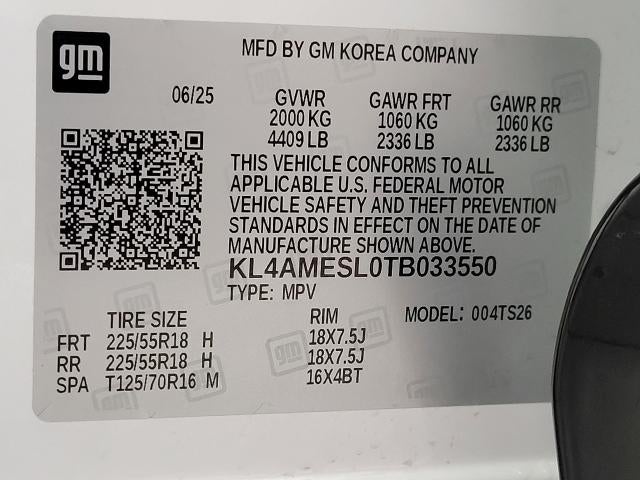 gm
MFD BY GM KOREA COMPANY
06/25 GVWR GAWR FRT GAWR RR
2000 KG 1060 KG 1060 KG
4409 LB 2336 LB 2336 LB
THIS VEHICLE CONFORMS TO ALL
APPLICABLE U.S. FEDERAL MOTOR
VEHICLE SAFETY AND THEFT PREVENTION
STANDARDS IN EFFECT ON THE DATE OF
MANUFACTURE SHOWN ABOVE.
KL4AMESL0TB033550
TYPE: MPV
MODEL: 004TS26
TIRE SIZE RIM
FRT 225/55R18 H 18X7.5J
RR 225/55R18 H 18X7.5J
SPA T125/70R16 M 16X4BT